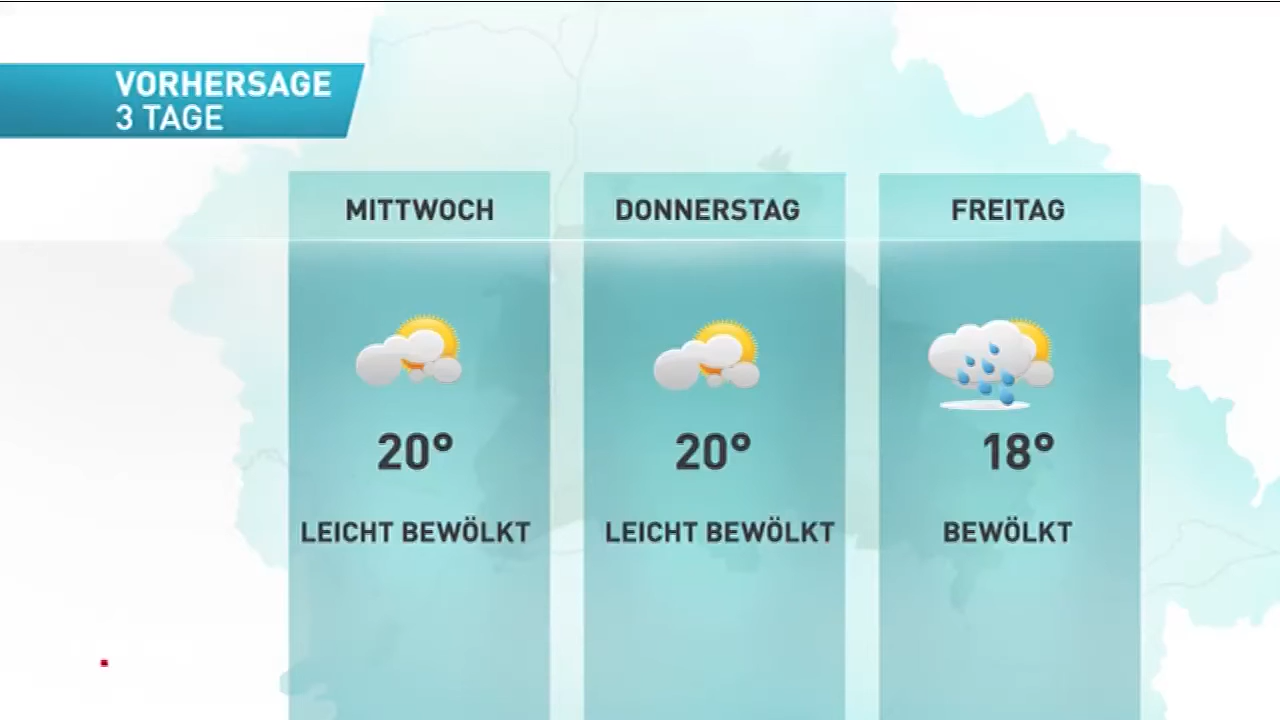 VORHERSAGE
3 TAGE
MITTWOCH
DONNERSTAG
FREITAG
20°
20°
18°
LEICHT BEWÖLKT
LEICHT BEWÖLKT
BEWÖLKT